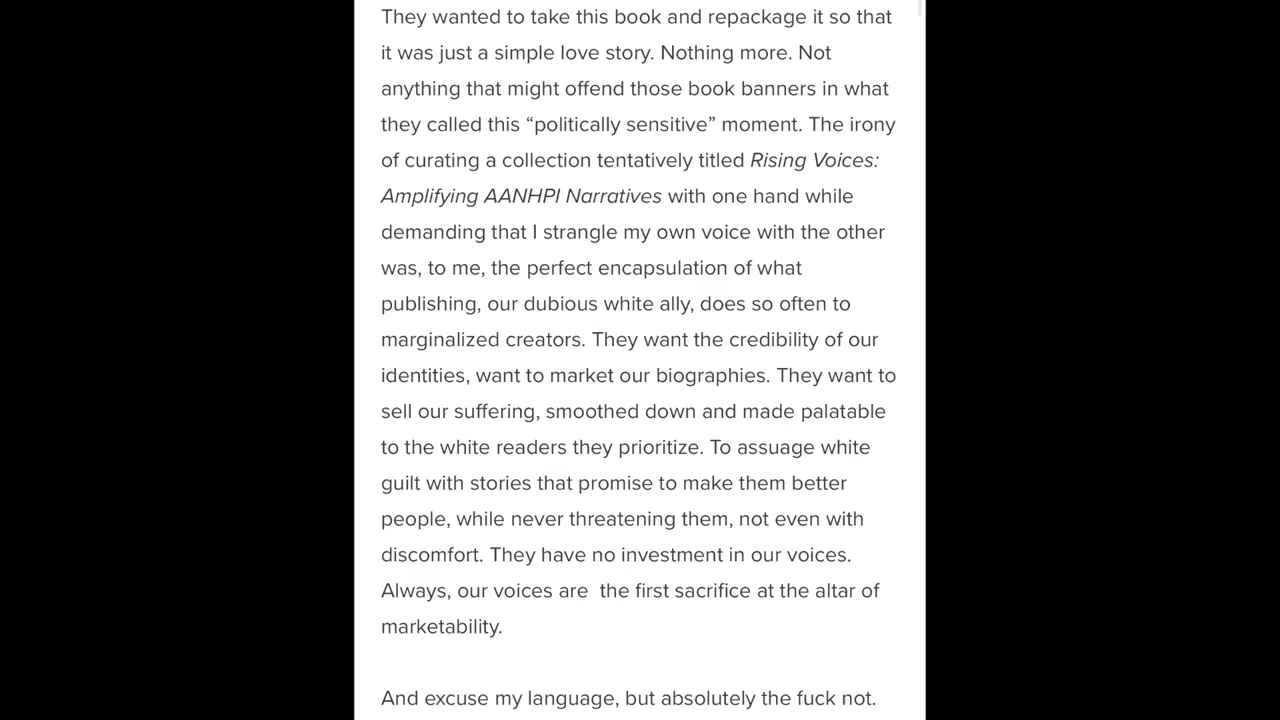 They wanted to take this book and repackage it so that
it was just a simple love story. Nothing more. Not
anything that might offend those book banners in what
they called this “politically sensitive” moment. The irony
of curating a collection tentatively titled Rising Voices:
Amplifying AANHPI Narratives with one hand while
demanding that I strangle my own voice with the other
was, to me, the perfect encapsulation of what
publishing, our dubious white ally, does so often to
marginalized creators. They want the credibility of our
identities, want to market our biographies. They want to
sell our suffering, smoothed down and made palatable
to the white readers they prioritize. To assuage white
guilt with stories that promise to make them better
people, while never threatening them, not even with
discomfort. They have no investment in our voices.
Always, our voices are  the first sacrifice at the altar of
marketability.
And excuse my language, but absolutely the fuck not.